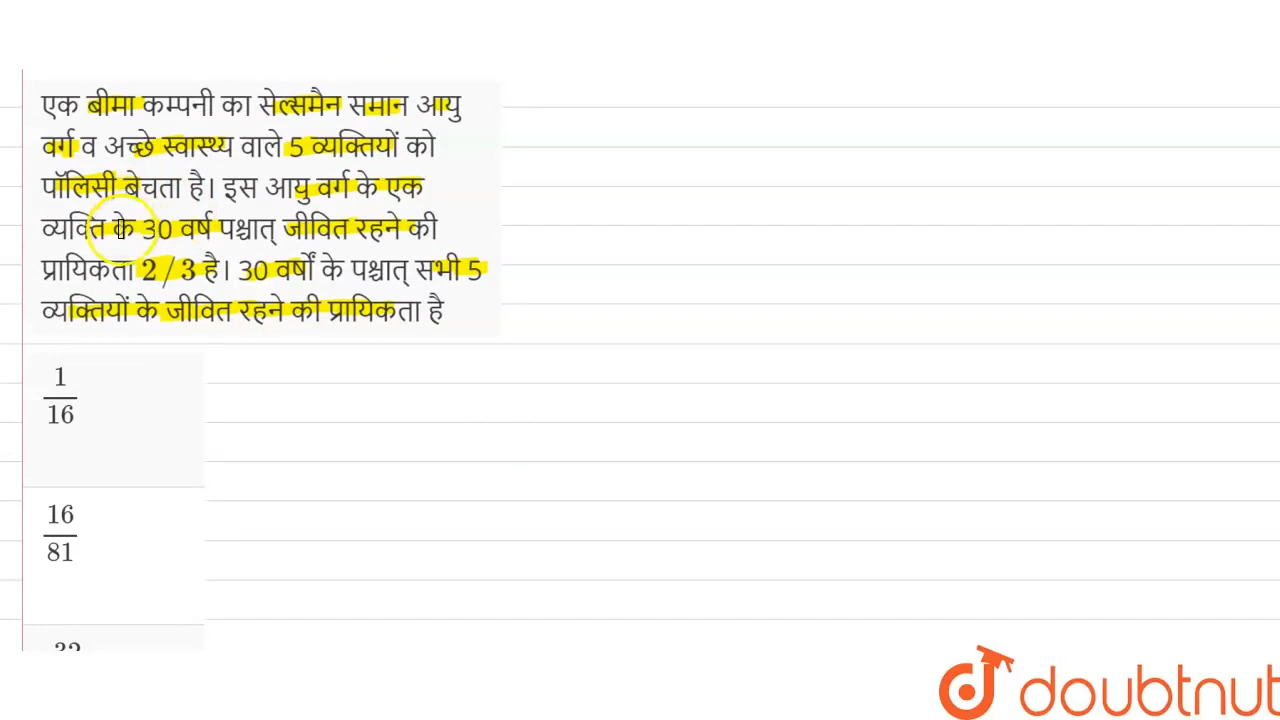 एक बीमा कम्पनी का सेल्समैन समान आयु
वर्ग व अच्छे स्वास्थ्य वाले 5 व्यक्तियों को
पॉलिसी बेचता है। इस आयु वर्ग के एक
व्यक्ति के 30 वर्ष पश्चात् जीवित रहने की
प्रायिकता 2/3 है। 30 वर्षों के पश्चात् सभी 5
व्यक्तियों के जीवित रहने की प्रायिकता है
1
16
16
81
32
doubtnut